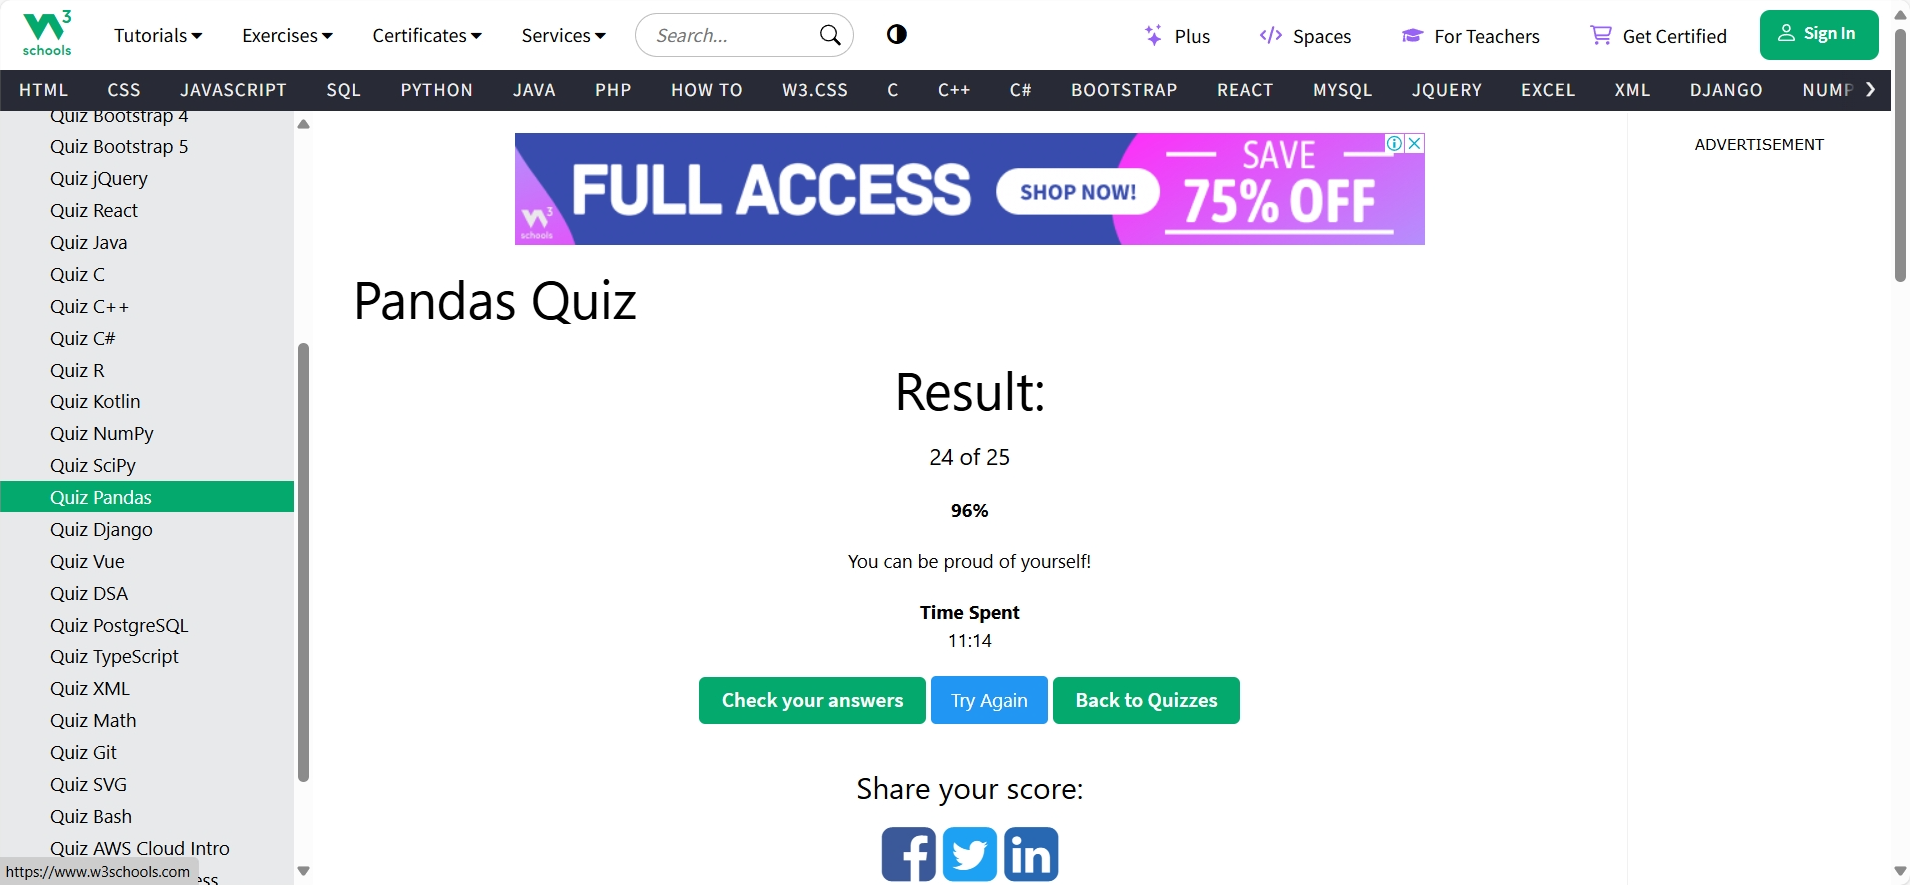 W3 schools
Tutorials Exercises Certificates Services Search... Plus Spaces For Teachers Get Certified Sign In
HTML CSS JAVASCRIPT SQL PYTHON JAVA PHP HOW TO W3.CSS C C++ C# BOOTSTRAP REACT MYSQL JQUERY EXCEL XML DJANGO NUMP
Quiz Bootstrap 4
Quiz Bootstrap 5
Quiz jQuery
Quiz React
Quiz Java
Quiz C
Quiz C++
Quiz C#
Quiz R
Quiz Kotlin
Quiz NumPy
Quiz SciPy
Quiz Pandas
Quiz Django
Quiz Vue
Quiz DSA
Quiz PostgreSQL
Quiz TypeScript
Quiz XML
Quiz Math
Quiz Git
Quiz SVG
Quiz Bash
Quiz AWS Cloud Intro
https://www.w3schools.com
W3 schools
FULL ACCESS
SHOP NOW!
SAVE
75% OFF
ADVERTISEMENT
Pandas Quiz
Result:
24 of 25
96%
You can be proud of yourself!
Time Spent
11:14
Check your answers Try Again Back to Quizzes
Share your score: